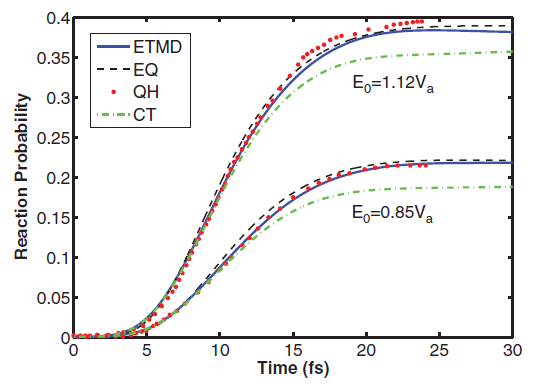 0.4
0.35
0.3
0.25
0.2
0.15
0.1
0.05
0
Reaction Probability
ETMD
EQ
QH
CT
E0=1.12Va
E0=0.85Va
0 5 10 15 20 25 30
Time (fs)